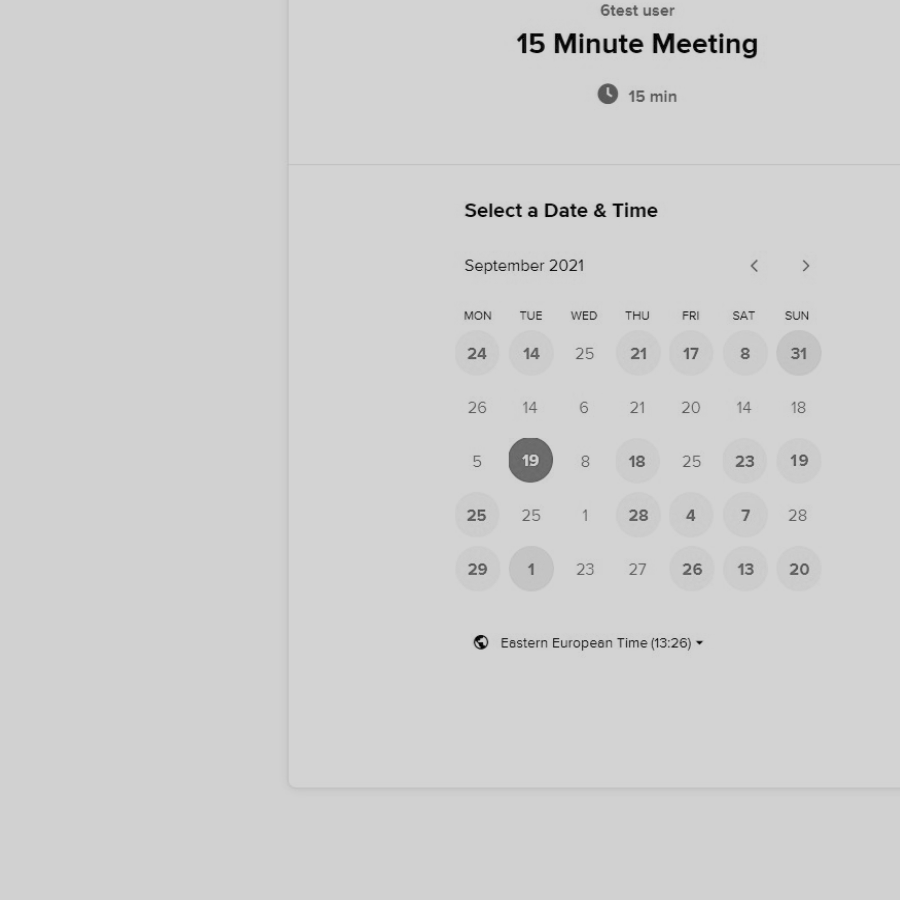 6test user
15 Minute Meeting
15 min
Select a Date & Time
September 2021
MON TUE WED THU FRI SAT SUN
24 14 25 21 17 8 31
26 14 6 21 20 14 18
5 19 8 18 25 23 19
25 25 1 28 4 7 28
29 1 23 27 26 13 20
Eastern European Time (13:26)